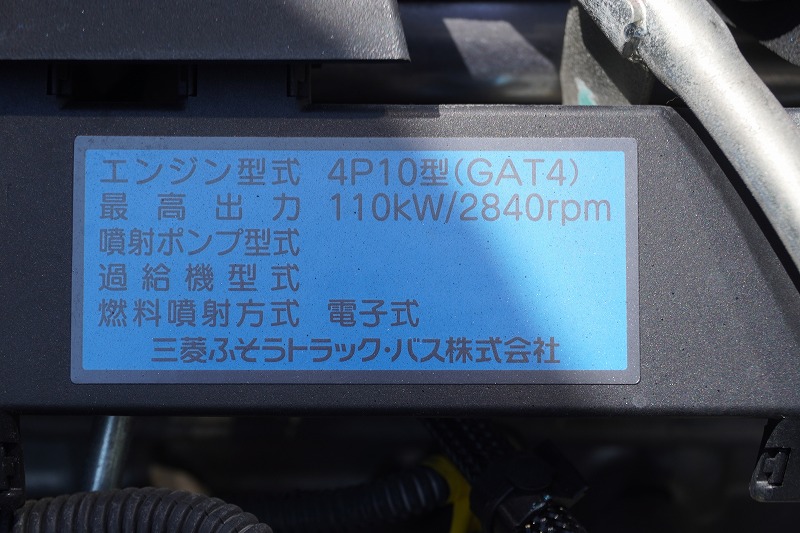 エンジン型式 4P10型(GAT4)
最高出力 110kW/2840rpm
噴射ポンプ型式
過給機型式
燃料噴射方式 電子式
三菱ふそうトラック・バス株式会社